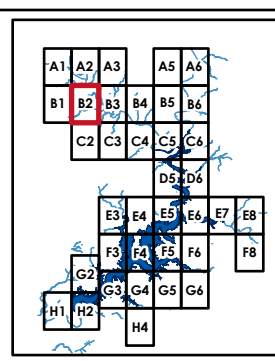 A1 A2 A3 A5 A6
B1 B2 B3 B4 B5 B6
C2 C3 C4 C5 C6
D5 D6
E3 E4 E5 E6 E7 E8
F3 F4 F5 F6 F8
G2 G3 G4 G5 G6
H1 H2 H4